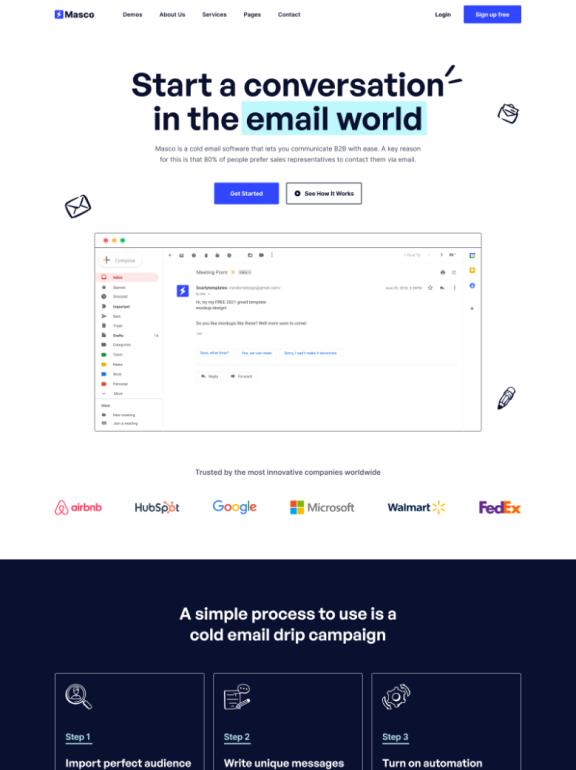 Masco
Demos
About Us
Services
Pages
Contact
Login
Sign up free
Start a conversation
in the email world
Masco is a cold email software that lets you communicate B2B with ease. A key reason
for this is that 80% of people prefer sales representatives to contact them via email.
Get Started
See How It Works
Compose
Inbox
Starred
Snoozed
Important
Sent
Trash
Drafts
Categories
Work
Personal
More
Meet
New meeting
Join a meeting
Meeting Point
Hi, try my FREE 2021 gmail template
mockup design!
Do you like mockups like these? Well more soon to come!
Sure, what time?
Yes, we can meet
Sorry, I can't make it tomorrow
Reply
Forward
Trusted by the most innovative companies worldwide
airbnb
HubSpot
Google
Microsoft
Walmart
FedEx
A simple process to use is a
cold email drip campaign
Step 1
Import perfect audience
Step 2
Write unique messages
Step 3
Turn on automation